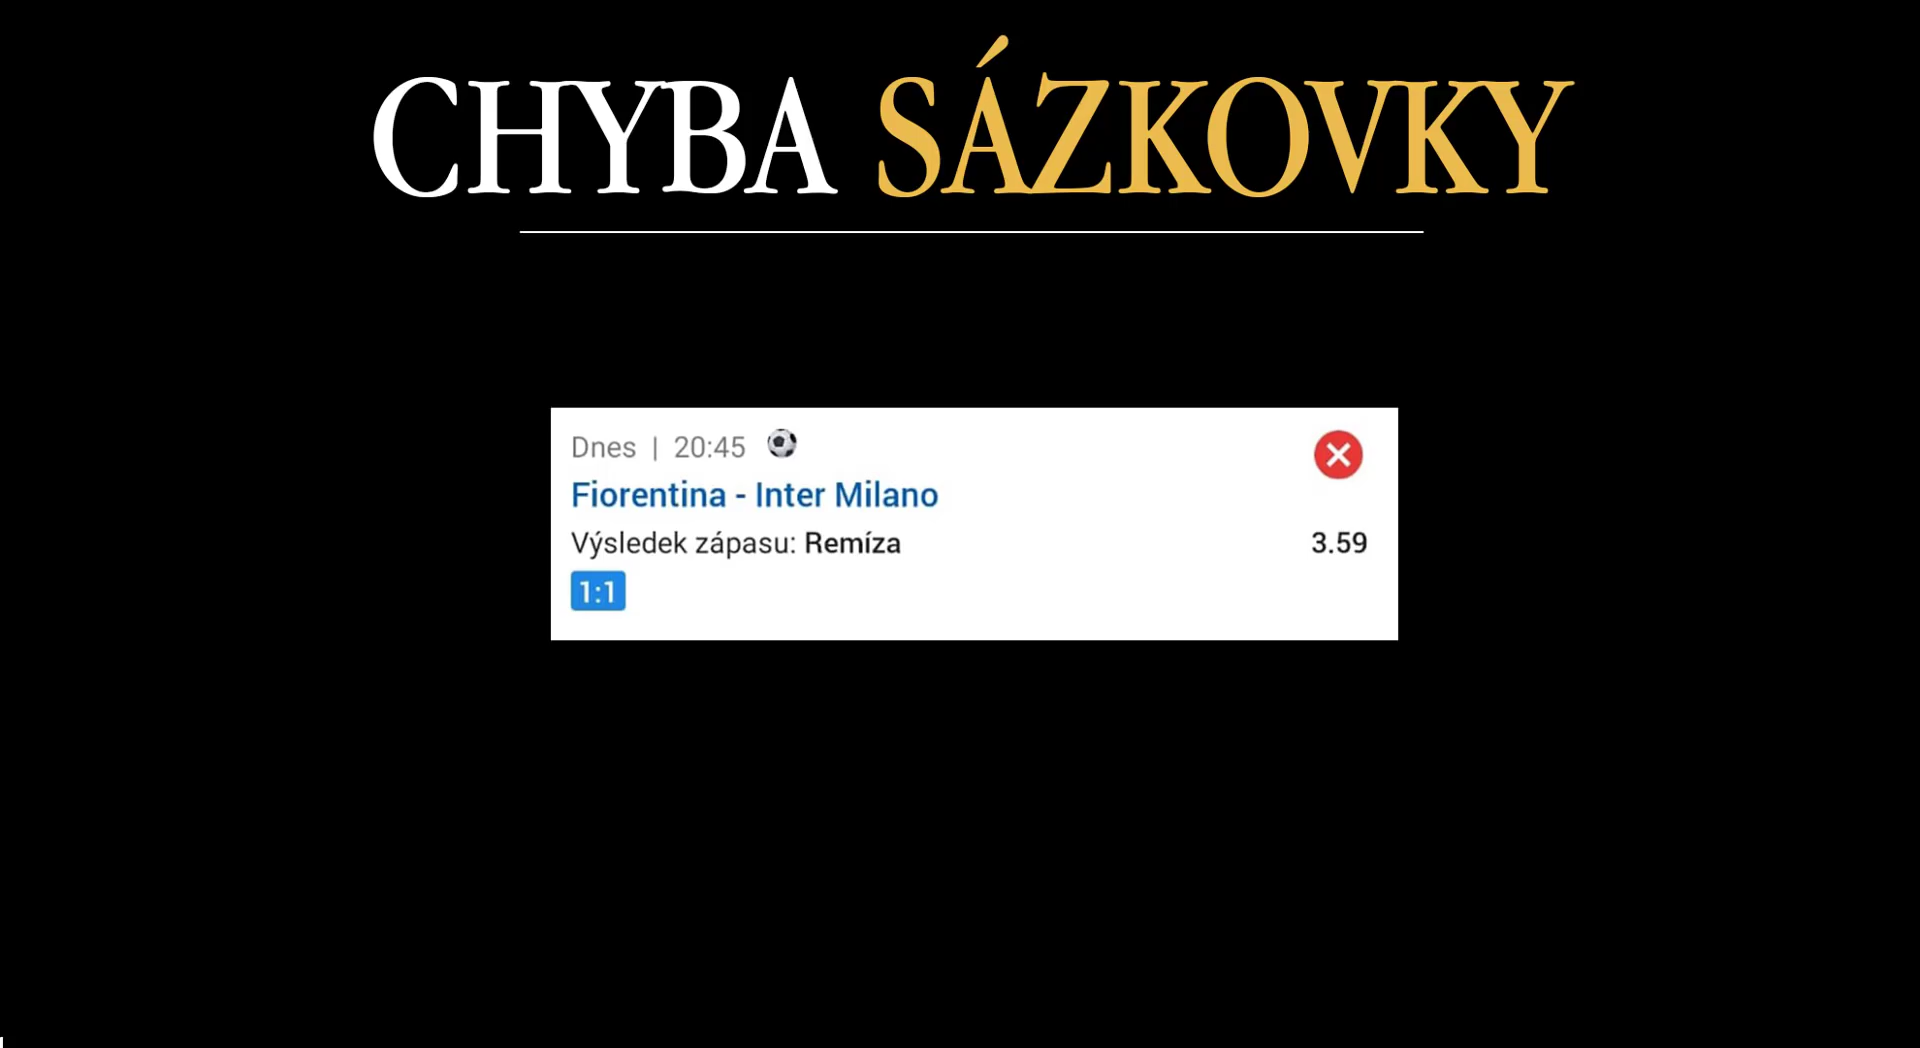 CHYBA SÁZKOVKY
Dnes | 20:45
Fiorentina - Inter Milano
Výsledek zápasu: Remíza 3.59
1:1